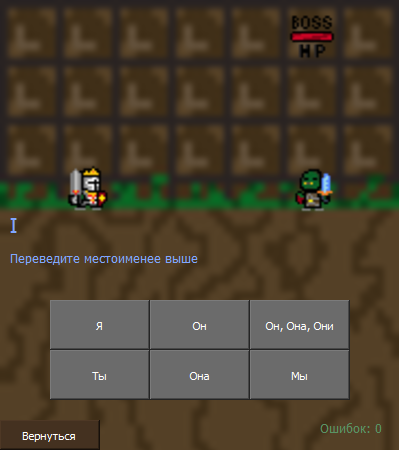 BOSS
HP
I
Переведите местоименее выше
Я
Он
Он, Она, Они
Ты
Она
Мы
Ошибок: 0
Вернуться